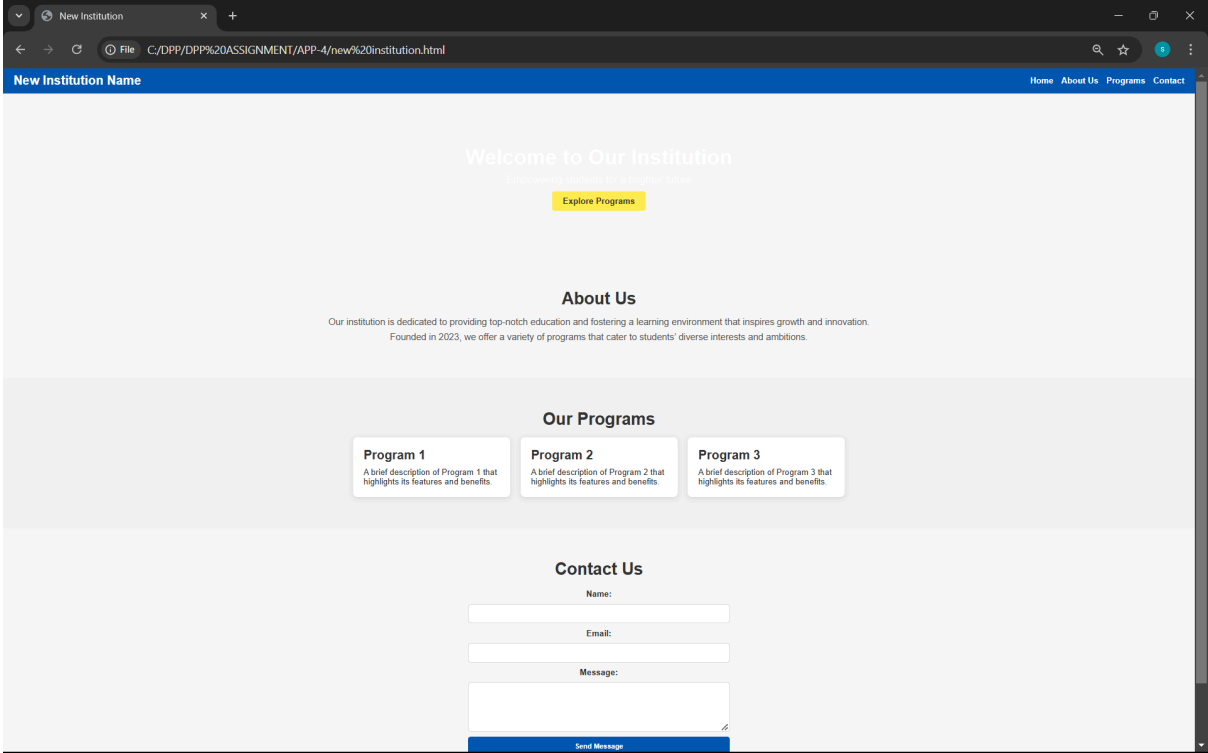 New Institution
File C:/DPP/DPP%20ASSIGNMENT/APP-4/new%20institution.html
S
New Institution Name
Home About Us Programs Contact
Welcome to Our Institution
Explore Programs
About Us
Our institution is dedicated to providing top-notch education and fostering a learning environment that inspires growth and innovation.
Founded in 2023, we offer a variety of programs that cater to students' diverse interests and ambitions.
Our Programs
Program 1 Program 2 Program 3
A brief description of Program 1 that A brief description of Program 2 that A brief description of Program 3 that
highlights its features and benefits. highlights its features and benefits. highlights its features and benefits.
Contact Us
Name:
Email:
Message:
Send Message